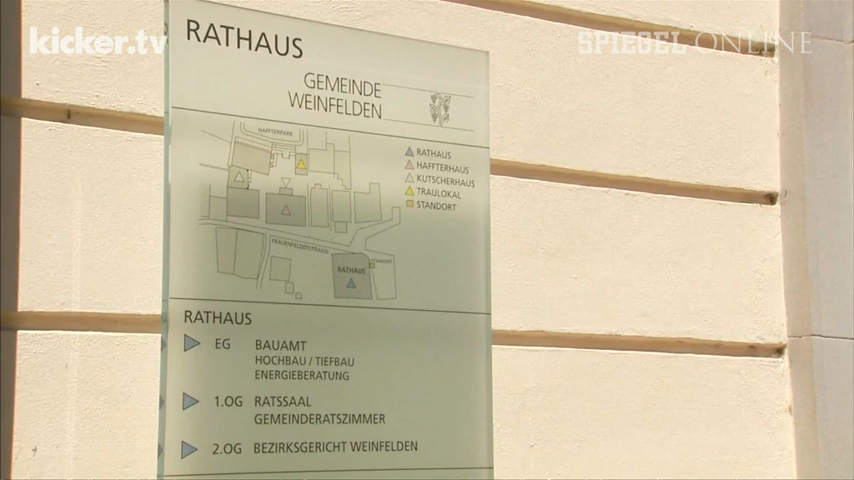 kicker.tv
SPIEGEL ONLINE
RATHAUS
GEMEINDE
WEINFELDEN
HAFFTERPARK
RATHAUS
HAFFTERHAUS
KUTSCHERHAUS
TRAULOKAL
STANDORT
FRAUENFELDERSTRASSE
STANDORT
RATHAUS
RATHAUS
EG BAUAMT
HOCHBAU / TIEFBAU
ENERGIEBERATUNG
1.OG RATSSAAL
GEMEINDERATSZIMMER
2.OG BEZIRKSGERICHT WEINFELDEN